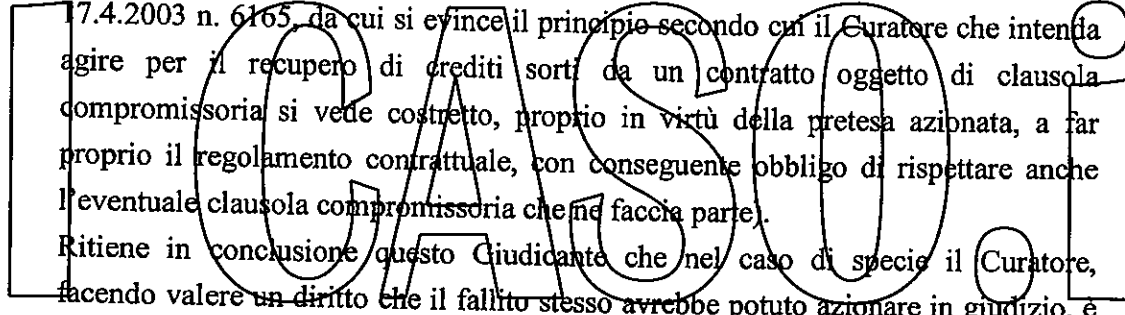 17.4.2003 n. 6165, da cui si evince il principio secondo cui il Curatore che intenda
agire per il recupero di crediti sorti da un contratto oggetto di clausola
compromissoria si vede costretto, proprio in virtù della pretesa azionata, a far
proprio il regolamento contrattuale, con conseguente obbligo di rispettare anche
l'eventuale clausola compromissoria che ne faccia parte).
Ritiene in conclusione questo Giudicante che nel caso di specie il Curatore,
facendo valere un diritto che il fallito stesso avrebbe potuto azionare in giudizio, è
IL CASO.it